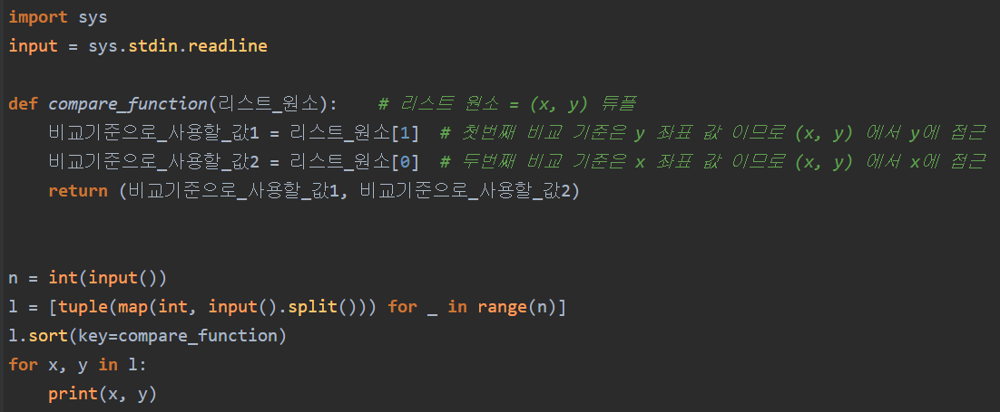 import sys
input = sys.stdin.readline
def compare_function(리스트_원소):    # 리스트 원소 = (x, y) 튜플
    비교기준으로_사용할_값1 = 리스트_원소[1]  # 첫번째 비교 기준은 y 좌표 값 이므로 (x, y) 에서 y에 접근
    비교기준으로_사용할_값2 = 리스트_원소[0]  # 두번째 비교 기준은 x 좌표 값 이므로 (x, y) 에서 x에 접근
    return (비교기준으로_사용할_값1, 비교기준으로_사용할_값2)
n = int(input())
l = [tuple(map(int, input().split())) for _ in range(n)]
l.sort(key=compare_function)
for x, y in l:
    print(x, y)